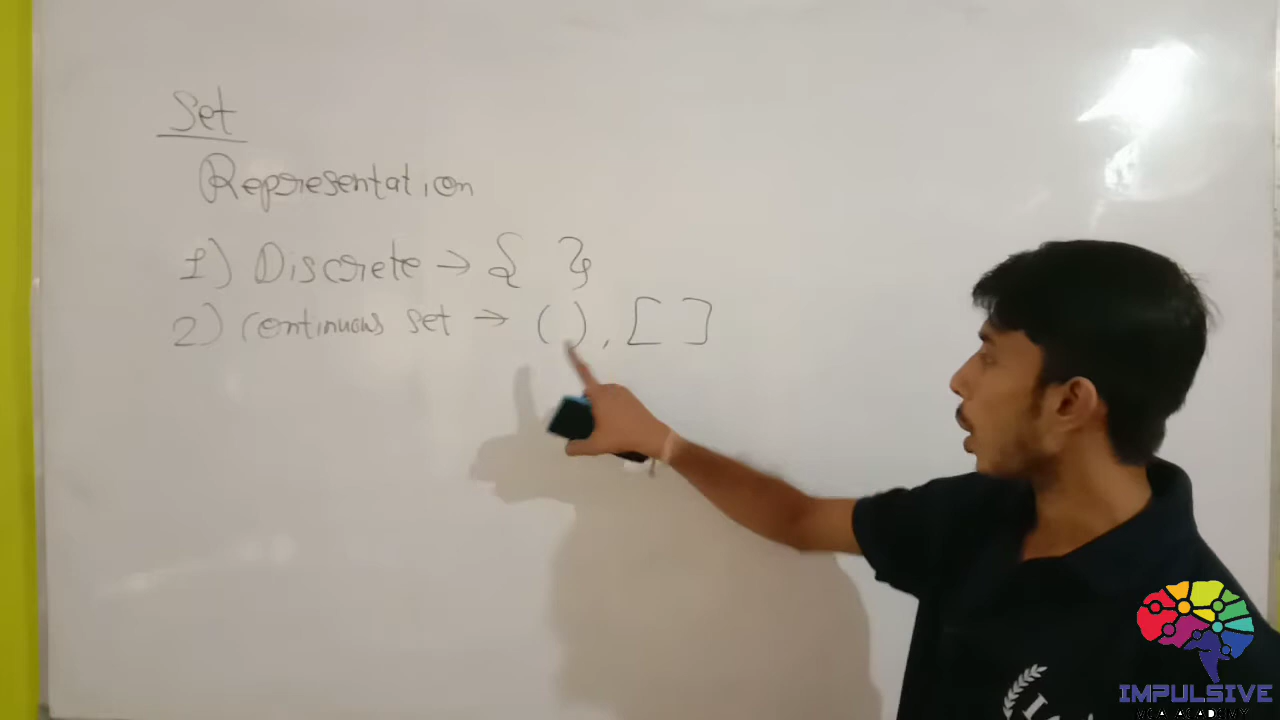 Set
Representation
1) Discrete → { }
2) Continuous set → ( ), [ ]
IMPULSIVE